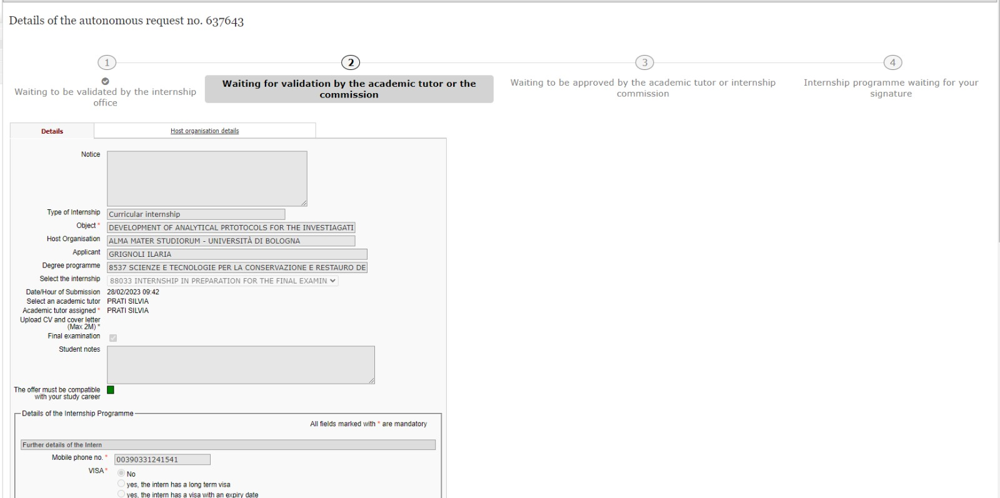 Details of the autonomous request no. 637643
1
2
3
4
Waiting to be validated by the internship
office
Waiting for validation by the academic tutor or the
commission
Waiting to be approved by the academic tutor or internship
commission
Internship programme waiting for your
signature
Details
Host organisation details
Notice
Type of Internship Curricular internship
Object * DEVELOPMENT OF ANALYTICAL PRTOTOCOLS FOR THE INVESTIAGATI
Host Organisation ALMA MATER STUDIORUM - UNIVERSITÀ DI BOLOGNA
Applicant GRIGNOLI ILARIA
Degree programme 8537 SCIENZE E TECNOLOGIE PER LA CONSERVAZIONE E RESTAURO DE
Select the internship 88033 INTERNSHIP IN PREPARATION FOR THE FINAL EXAMIN
Date/Hour of Submission 28/02/2023 09:42
Select an academic tutor PRATI SILVIA
Academic tutor assigned * PRATI SILVIA
Upload CV and cover letter
(Max 2M) *
Final examination
Student notes
The offer must be compatible
with your study career
Details of the Internship Programme
All fields marked with * are mandatory
Further details of the Intern
Mobile phone no. * 00390331241541
VISA * No
yes, the intern has a long term visa
yes, the intern has a visa with an expiry date